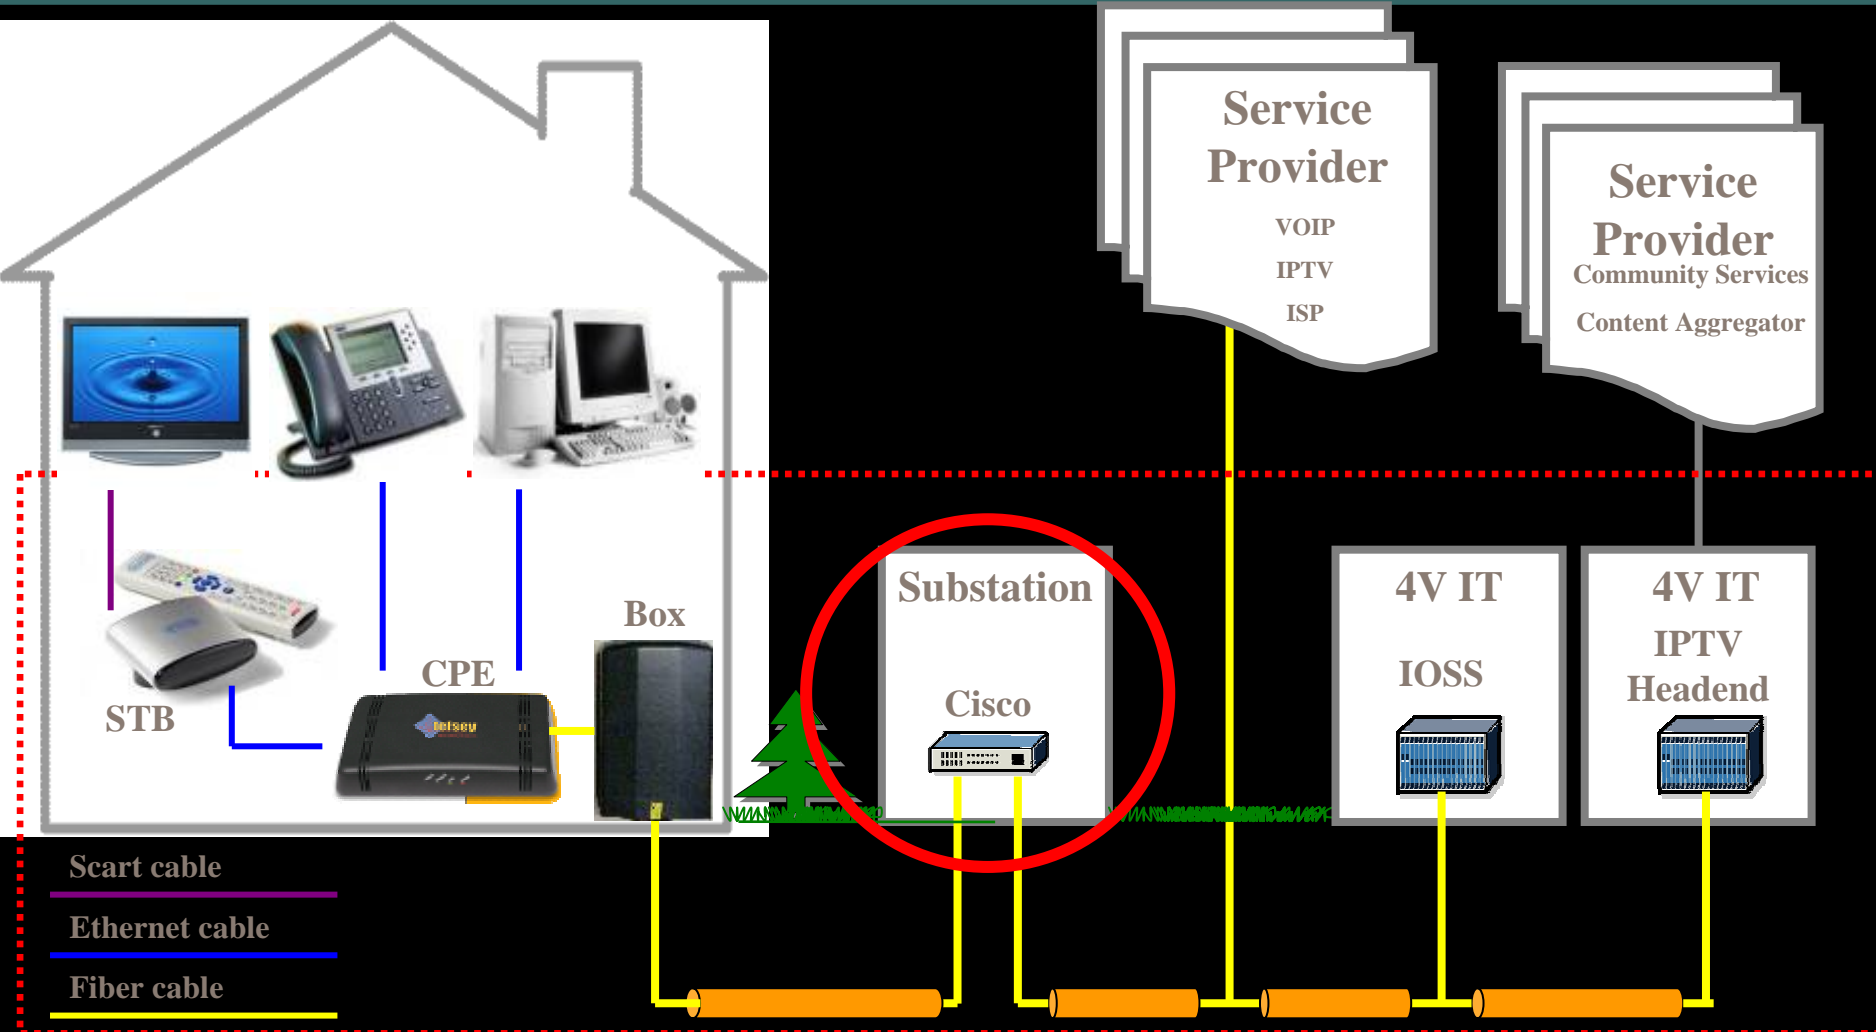 Service
Provider
VOIP
IPTV
ISP
Service
Provider
Community Services
Content Aggregator
STB
CPE
Telsey
Box
Substation
Cisco
4V IT
IOSS
4V IT
IPTV
Headend
Scart cable
Ethernet cable
Fiber cable